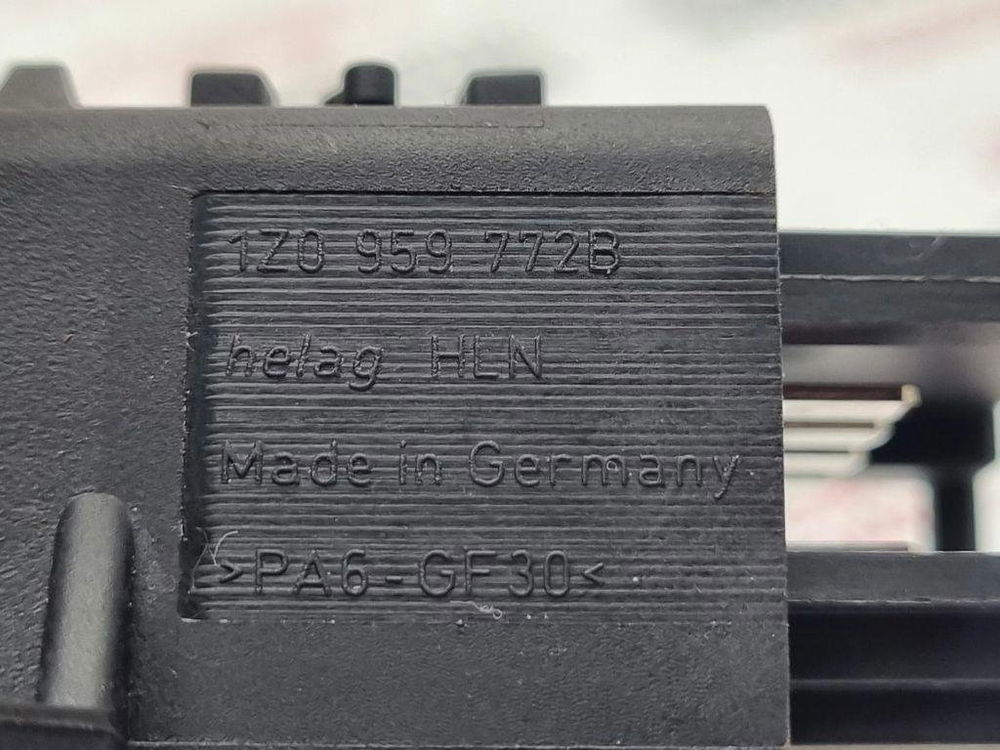 1Z0 959 772B
helag HLN
Made in Germany
>PA6-GF30<